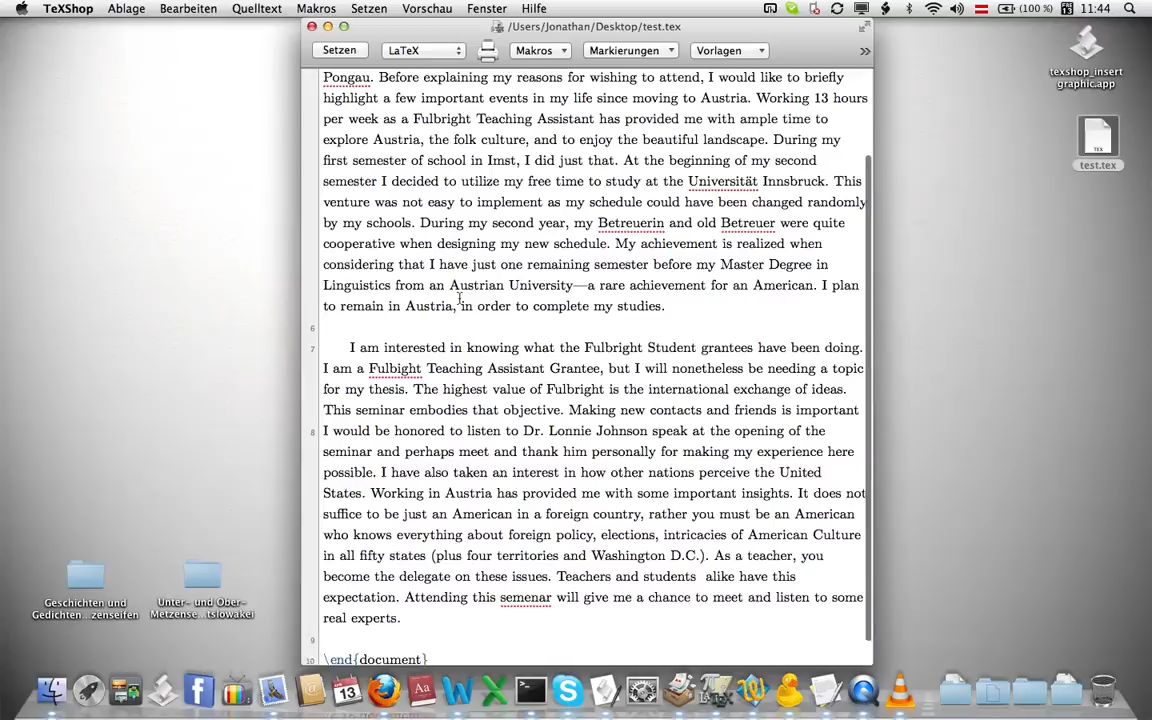 TeXShop Ablage Bearbeiten Format Quelltext Makros Setzen Vorschau Fenster Hilfe (100 %) 11:44
/Users/Jonathan/Desktop/test.tex
Setzen LaTeX Makros Markierungen Vorlagen »
Pongau. Before explaining my reasons for wishing to attend, I would like to briefly
highlight a few important events in my life since moving to Austria. Working 13 hours
per week as a Fulbright Teaching Assistant has provided me with ample time to
explore Austria, the folk culture, and to enjoy the beautiful landscape. During my
first semester of school in Imst, I did just that. At the beginning of my second
semester I decided to utilize my free time to study at the Universität Innsbruck. This
venture was not easy to implement as my schedule could have been changed randomly
by my schools. During my second year, my Betreuerin and old Betreuer were quite
cooperative when designing my new schedule. My achievement is realized when
considering that I have just one remaining semester before my Master Degree in
Linguistics from an Austrian University—a rare achievement for an American. I plan
to remain in Austria, in order to complete my studies.
6
7 I am interested in knowing what the Fulbright Student grantees have been doing.
I am a Fulbight Teaching Assistant Grantee, but I will nonetheless be needing a topic
for my thesis. The highest value of Fulbright is the international exchange of ideas.
This seminar embodies that objective. Making new contacts and friends is important
8 I would be honored to listen to Dr. Lonnie Johnson speak at the opening of the
seminar and perhaps meet and thank him personally for making my experience here
possible. I have also taken an interest in how other nations perceive the United
States. Working in Austria has provided me with some important insights. It does not
suffice to be just an American in a foreign country, rather you must be an American
who knows everything about foreign policy, elections, intricacies of American Culture
in all fifty states (plus four territories and Washington D.C.). As a teacher, you
become the delegate on these issues. Teachers and students alike have this
expectation. Attending this semenar will give me a chance to meet and listen to some
real experts.
9
10 \end{document}
texshop_insert
graphic.app
TEX
test.tex
Geschichten und
Gedichten...zenseifen
Unter- und Ober-
Metzense...tslowakei
13
Aa